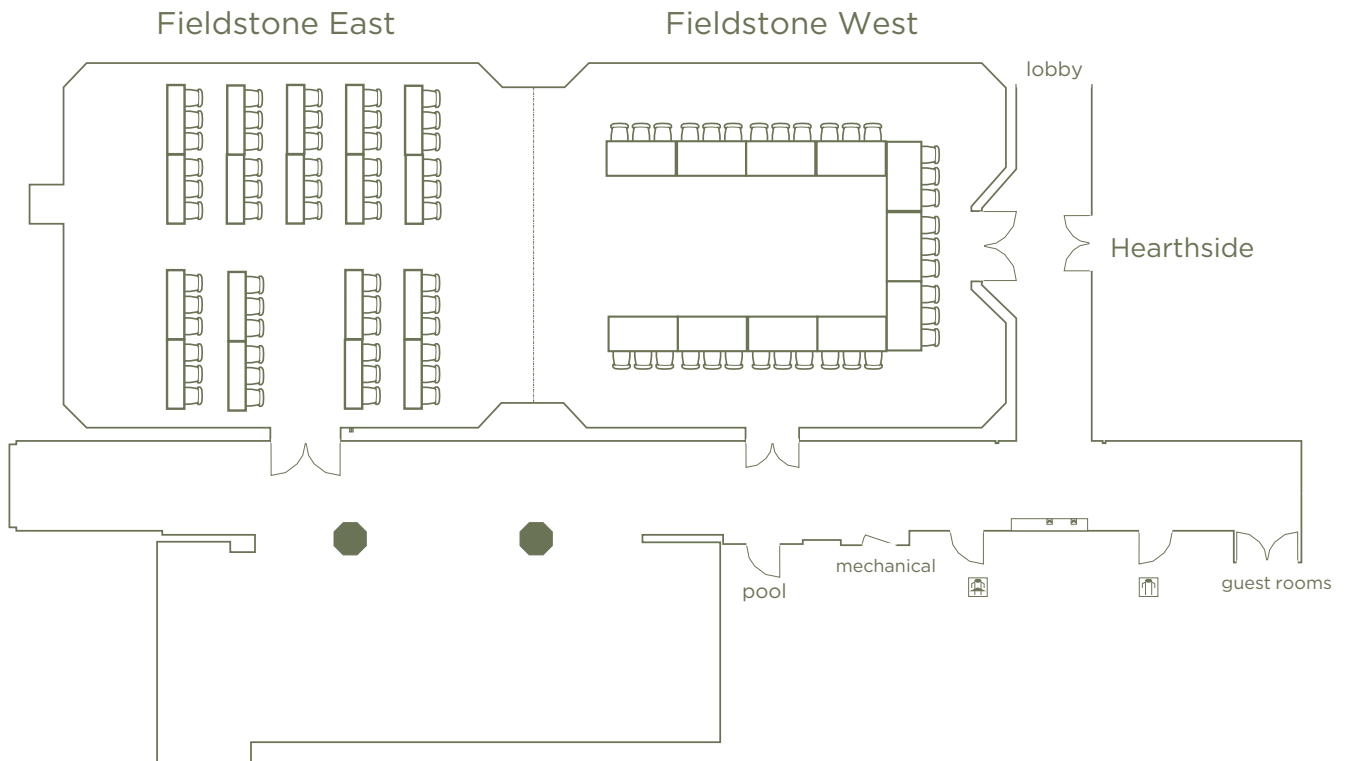 Fieldstone East
Fieldstone West
lobby
Hearthside
mechanical
pool
guest rooms